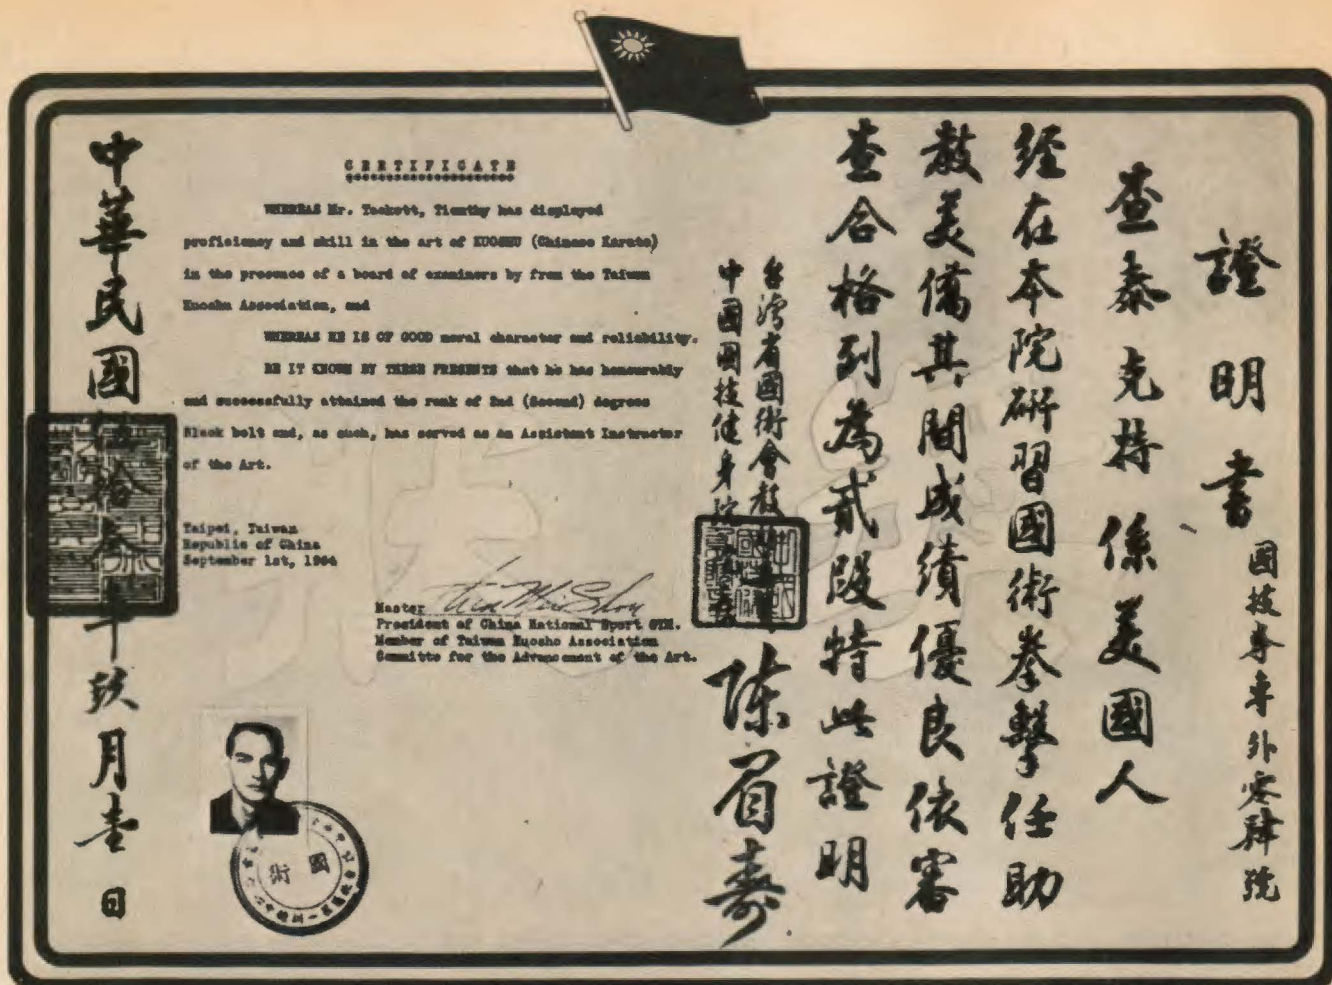 證明書
國技拳專外零肆號
查泰克特係美國人
經在本院研習國術拳擊任助
教美儁其間成績優良依審
查合格列為貳段特此證明
台灣省國術會教
中國國技健身院
陳眉壽
中華民國
拾叁年玖月壹日
CERTIFICATE
WHEREAS Mr. Tackett, Timothy has displayed
proficiency and skill in the art of KUOSHU (Chinese Karate)
in the presence of a board of examiners by from the Taiwan
Kuoshu Association, and
WHEREAS HE IS OF GOOD moral character and reliability.
BE IT KNOWN BY THESE PRESENTS that he has honourably
and successfully attained the rank of 2nd (Second) degrees
Black belt and, as such, has served as An Assistant Instructor
of the Art.
Taipei, Taiwan
Republic of China
September 1st, 1964
Master
President of China National Sport GYM.
Member of Taiwan Kuosho Association
Committe for the Advancement of the Art.
國術